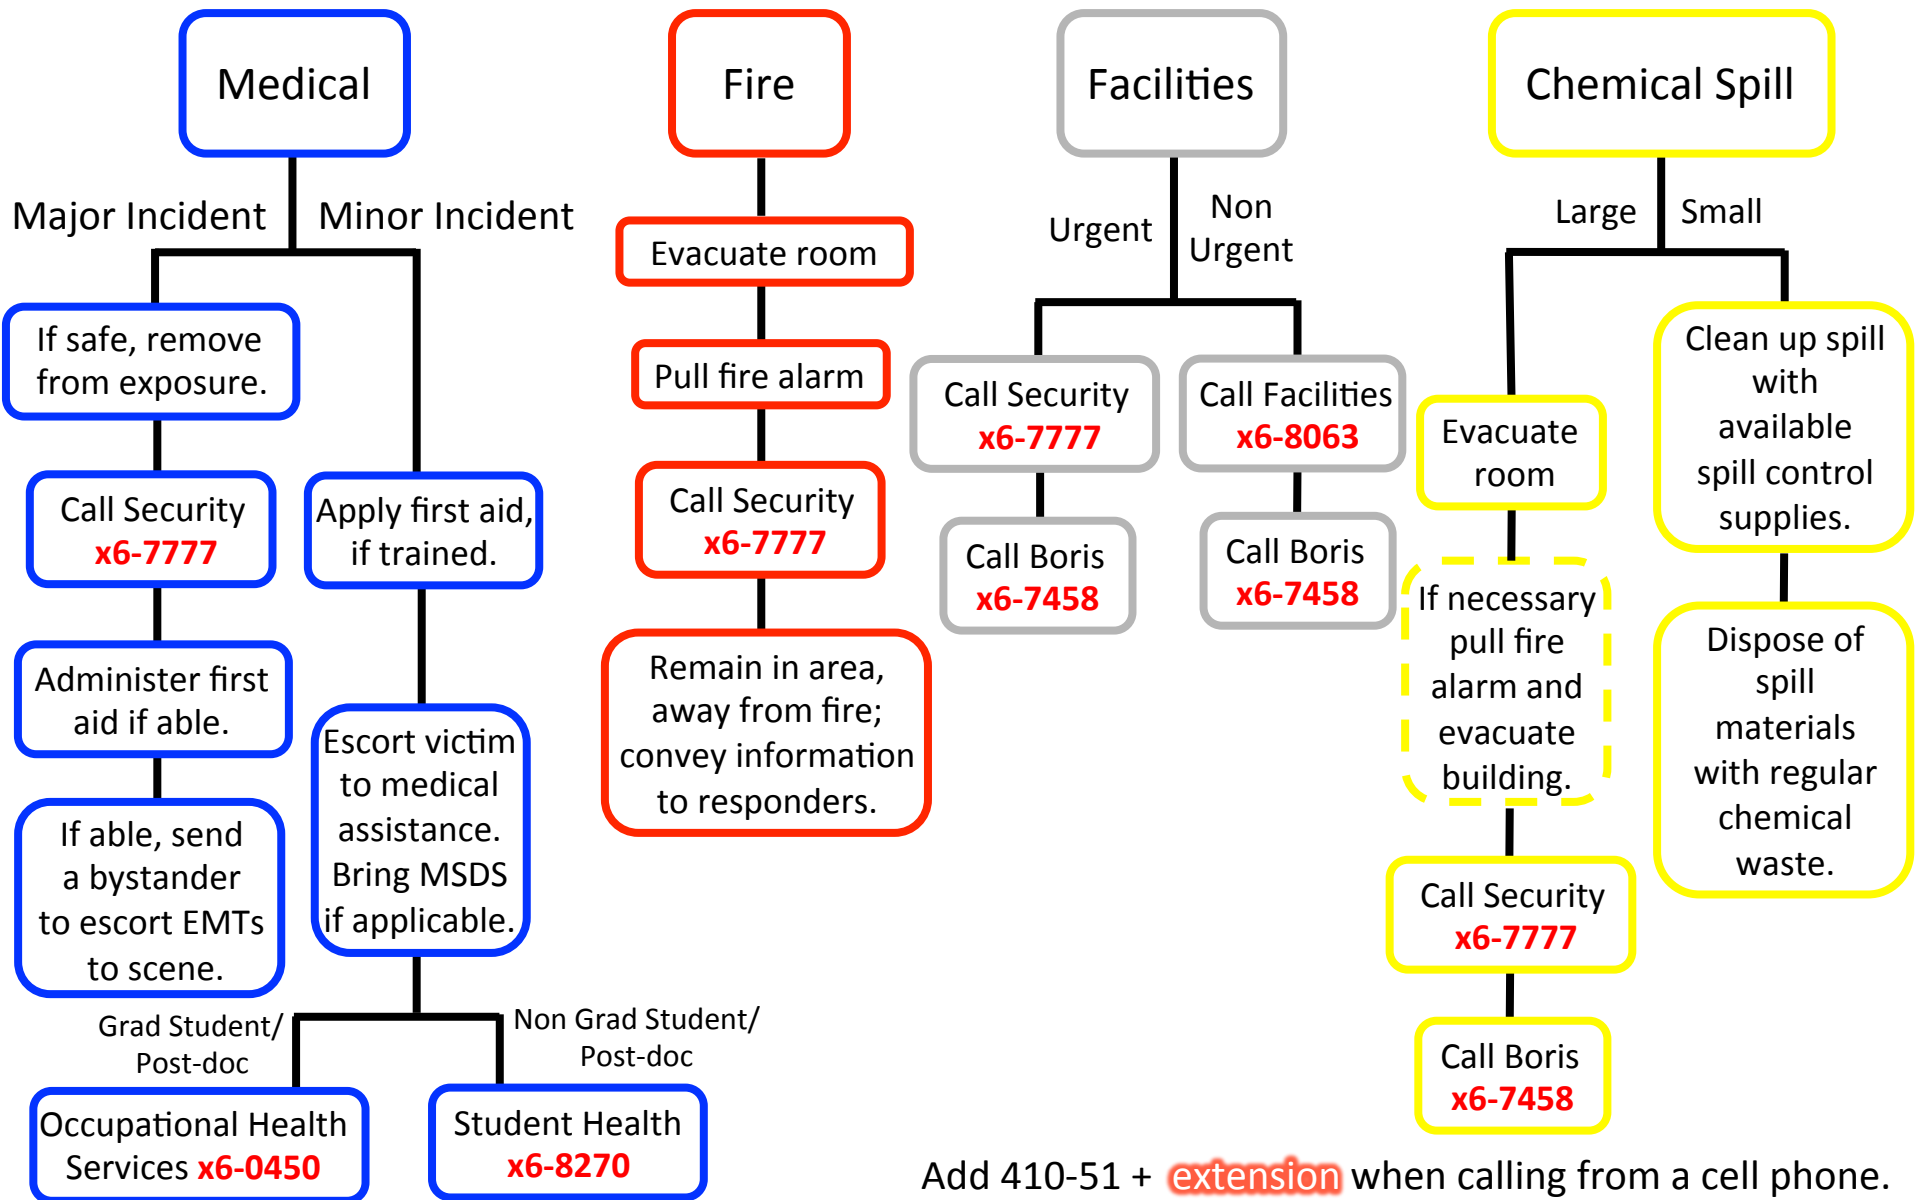 Medical
Major Incident
Minor Incident
If safe, remove
from exposure.
Call Security
x6-7777
Administer first
aid if able.
If able, send
a bystander
to escort EMTs
to scene.
Apply first aid,
if trained.
Escort victim
to medical
assistance.
Bring MSDS
if applicable.
Grad Student/
Post-doc
Occupational Health
Services x6-0450
Non Grad Student/
Post-doc
Student Health
x6-8270
Fire
Evacuate room
Pull fire alarm
Call Security
x6-7777
Remain in area,
away from fire;
convey information
to responders.
Facilities
Urgent
Non
Urgent
Call Security
x6-7777
Call Boris
x6-7458
Call Facilities
x6-8063
Call Boris
x6-7458
Chemical Spill
Large
Small
Evacuate
room
If necessary
pull fire
alarm and
evacuate
building.
Call Security
x6-7777
Call Boris
x6-7458
Clean up spill
with
available
spill control
supplies.
Dispose of
spill
materials
with regular
chemical
waste.
Add 410-51 + extension when calling from a cell phone.